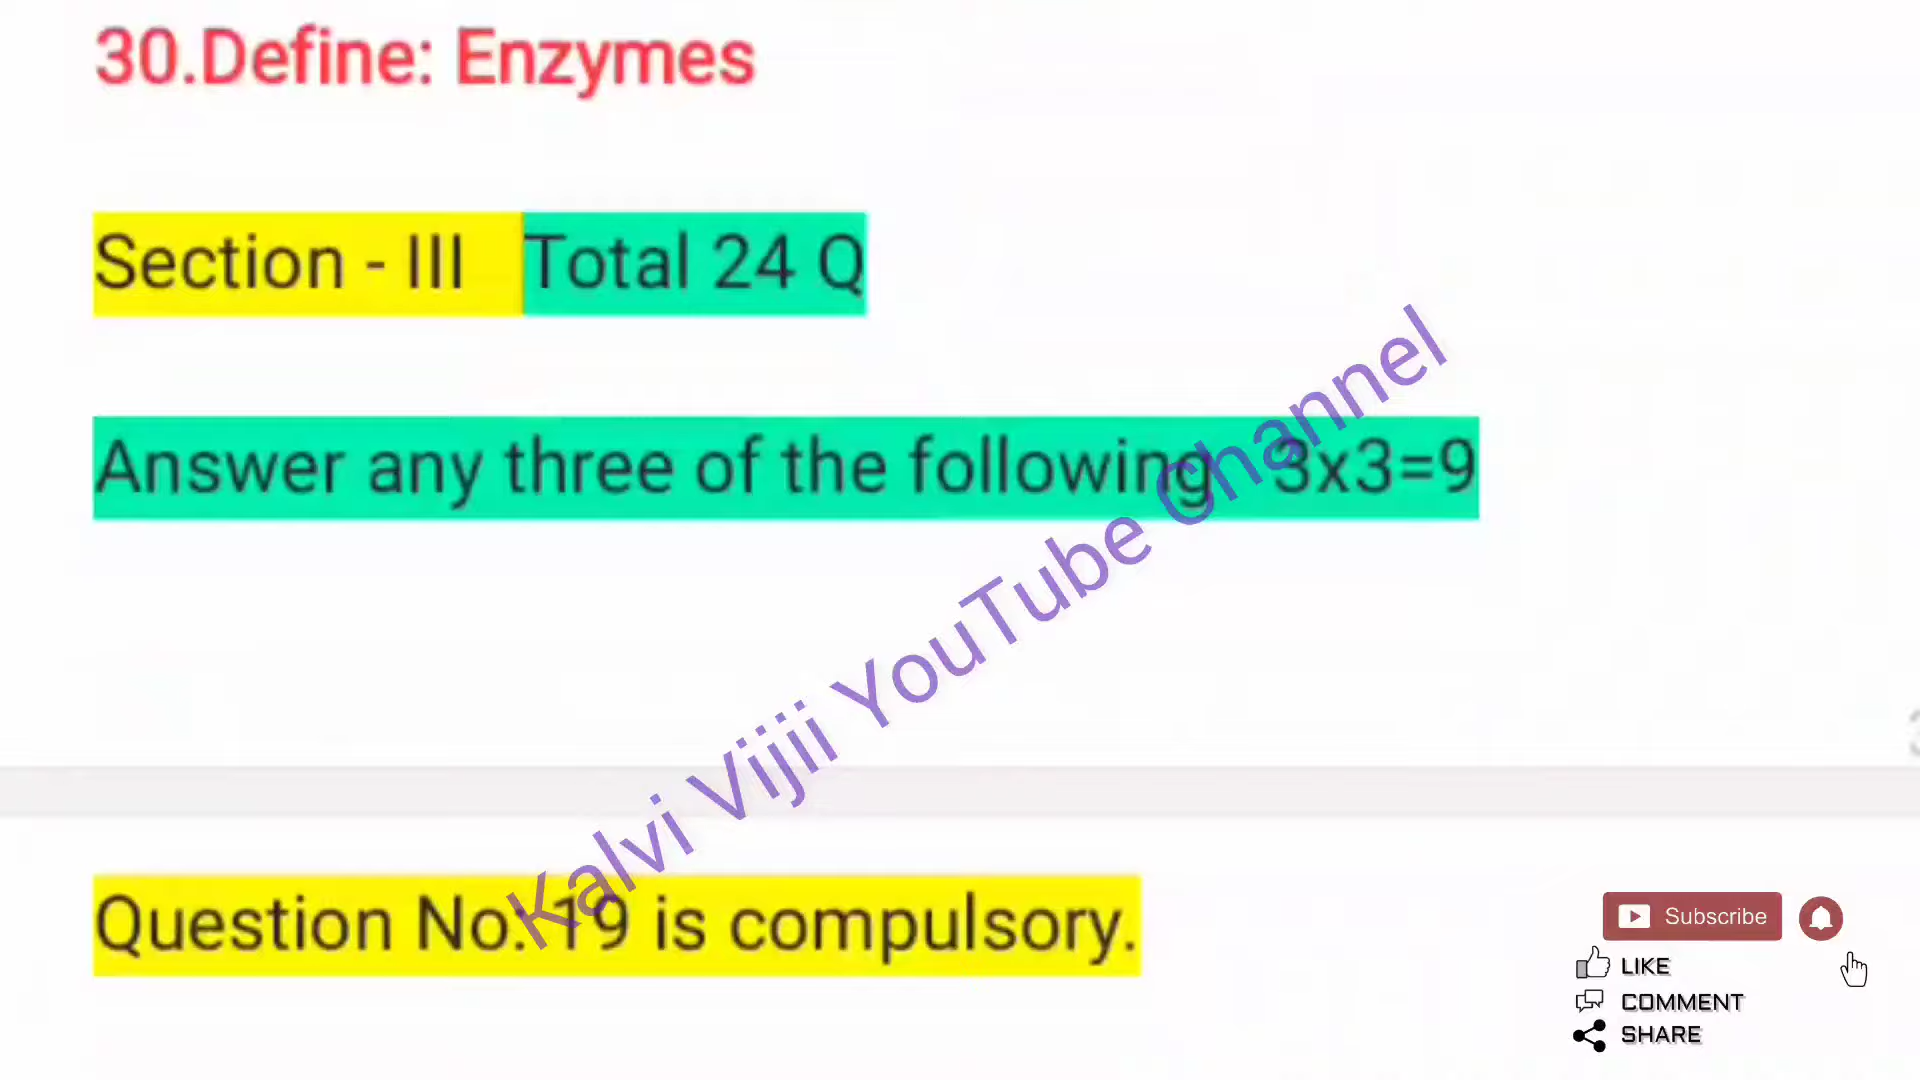 30.Define: Enzymes
Section - III Total 24 Q
Answer any three of the following 3x3=9
Kalvi Vijii YouTube Channel
Question No: 19 is compulsory.
Subscribe
LIKE
COMMENT
SHARE